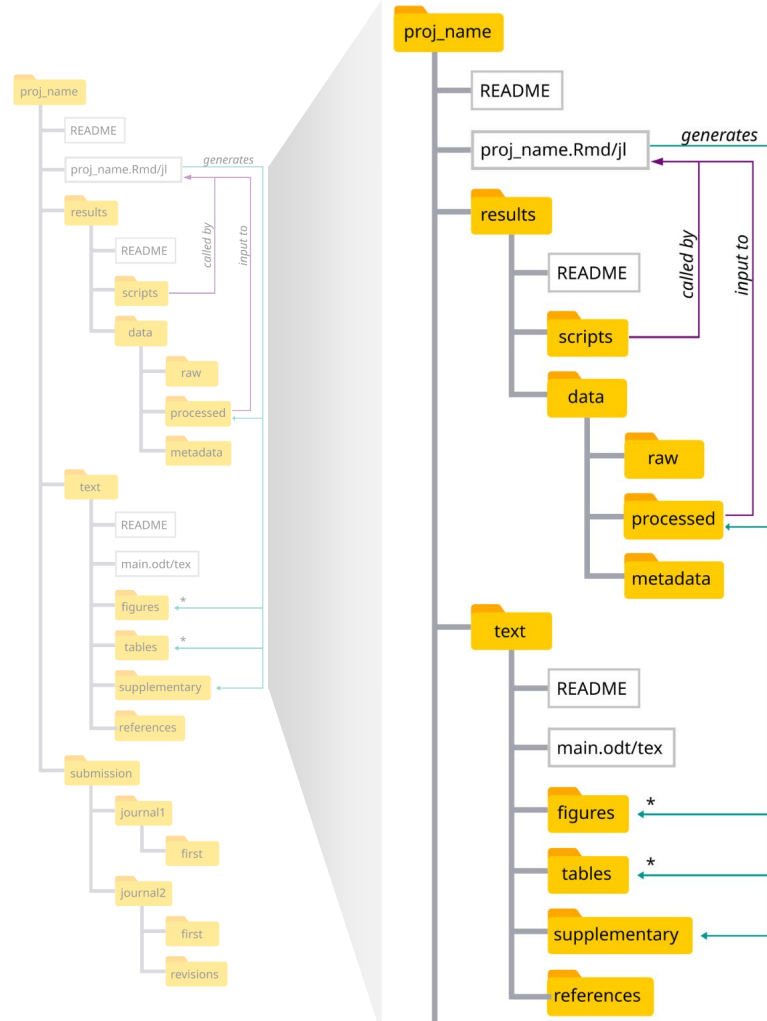 proj_name
README
proj_name.Rmd/jl
generates
results
README
called by
input to
scripts
data
raw
processed
metadata
text
README
main.odt/tex
figures
*
tables
*
supplementary
references
submission
journal1
first
journal2
first
revisions
proj_name
README
generates
proj_name.Rmd/jl
results
called by
input to
README
scripts
data
raw
processed
metadata
text
README
main.odt/tex
figures
*
tables
*
supplementary
references